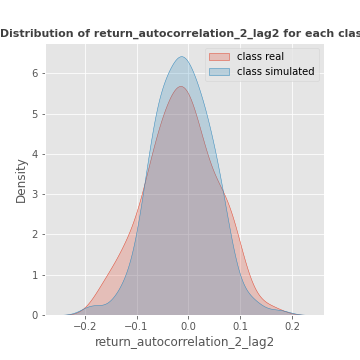 Distribution of return_autocorrelation_2_lag2 for each clas
class real
class simulated
6
5
4
3
2
1
0
Density
−0.2
−0.1
0.0
0.1
0.2
return_autocorrelation_2_lag2